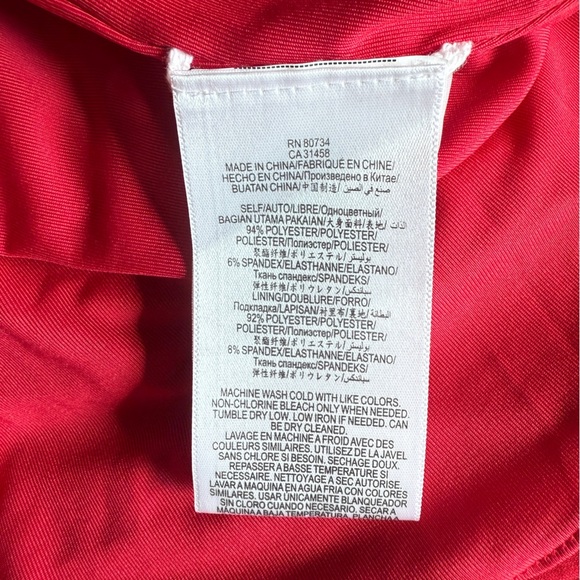 RN 80734
CA 31458
MADE IN CHINA/FABRIQUÉ EN CHINE/
HECHO EN CHINA/Произведено в Китае/
BUATAN CHINA/中国制造/صنع في الصين/
SELF/AUTO/LIBRE/Одноцветный/
BAGIAN UTAMA PAKAIAN/大身面料/表地/الذات/
94% POLYESTER/POLYESTER/
POLIÉSTER/Полиэстер/POLIESTER/
聚酯纤维/ポリエステル/بوليستر/
6% SPANDEX/ELASTHANNE/ELASTANO/
Ткань спандекс/SPANDEKS/
弹性纤维/ポリウレタン/سباندكس/
LINING/DOUBLURE/FORRO/
Подкладка/LAPISAN/衬里布/裏地/البطانة/
92% POLYESTER/POLYESTER/
POLIÉSTER/Полиэстер/POLIESTER/
聚酯纤维/ポリエステル/بوليستر/
8% SPANDEX/ELASTHANNE/ELASTANO/
Ткань спандекс/SPANDEKS/
弹性纤维/ポリウレタン/سباندكس/
MACHINE WASH COLD WITH LIKE COLORS.
NON-CHLORINE BLEACH ONLY WHEN NEEDED.
TUMBLE DRY LOW. LOW IRON IF NEEDED. CAN
BE DRY CLEANED.
LAVAGE EN MACHINE A FROID AVEC DES
COULEURS SIMILAIRES. UTILISEZ DE LA JAVEL
SANS CHLORE SI BESOIN. SECHAGE DOUX.
REPASSER A BASSE TEMPERATURE SI
NECESSAIRE. NETTOYAGE A SEC AUTORISE.
LAVAR A MAQUINA EN AGUA FRIA CON COLORES
SIMILARES. USAR ÚNICAMENTE BLANQUEADOR
SIN CLORO CUANDO NECESARIO. SECAR A
MÁQUINA A BAJA TEMPERATURA. PLANCHA A